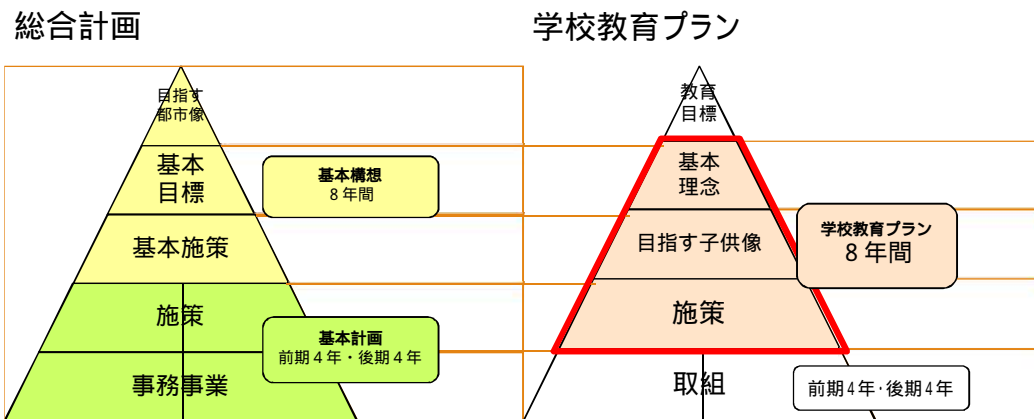 総合計画
目指す
都市像
基本
目標
基本施策
施策
事務事業
基本構想
8年間
基本計画
前期4年・後期4年
学校教育プラン
教育
目標
基本
理念
目指す子供像
施策
取組
学校教育プラン
8年間
前期4年・後期4年